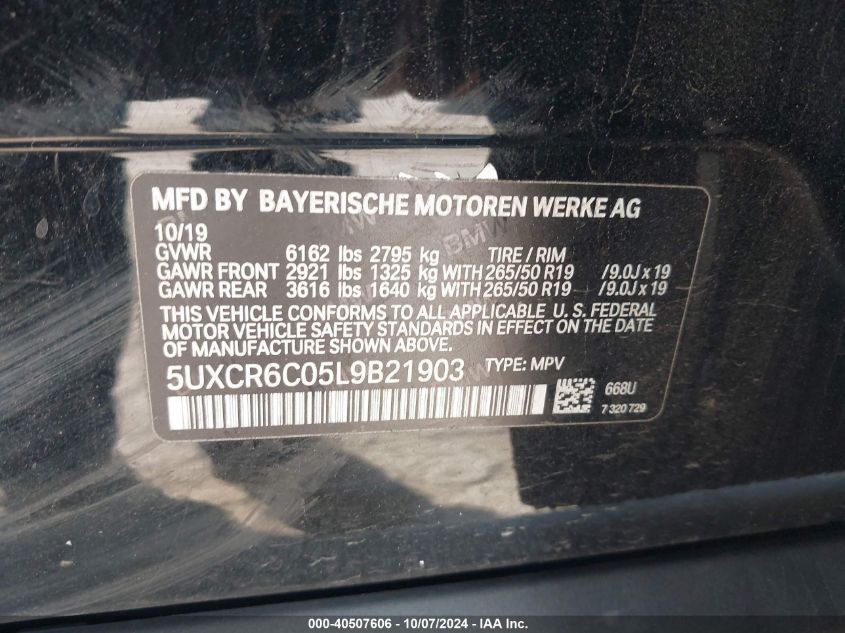 MFD BY BAYERISCHE MOTOREN WERKE AG
10/19
GVWR 6162 lbs 2795 kg TIRE / RIM
GAWR FRONT 2921 lbs 1325 kg WITH 265/50 R19 /9.0J x 19
GAWR REAR 3616 lbs 1640 kg WITH 265/50 R19 /9.0J x 19
THIS VEHICLE CONFORMS TO ALL APPLICABLE U. S. FEDERAL
MOTOR VEHICLE SAFETY STANDARDS IN EFFECT ON THE DATE
OF MANUFACTURE SHOWN ABOVE.
5UXCR6C05L9B21903 TYPE: MPV
668U
7 320 729
000-40507606 - 10/07/2024 - IAA Inc.